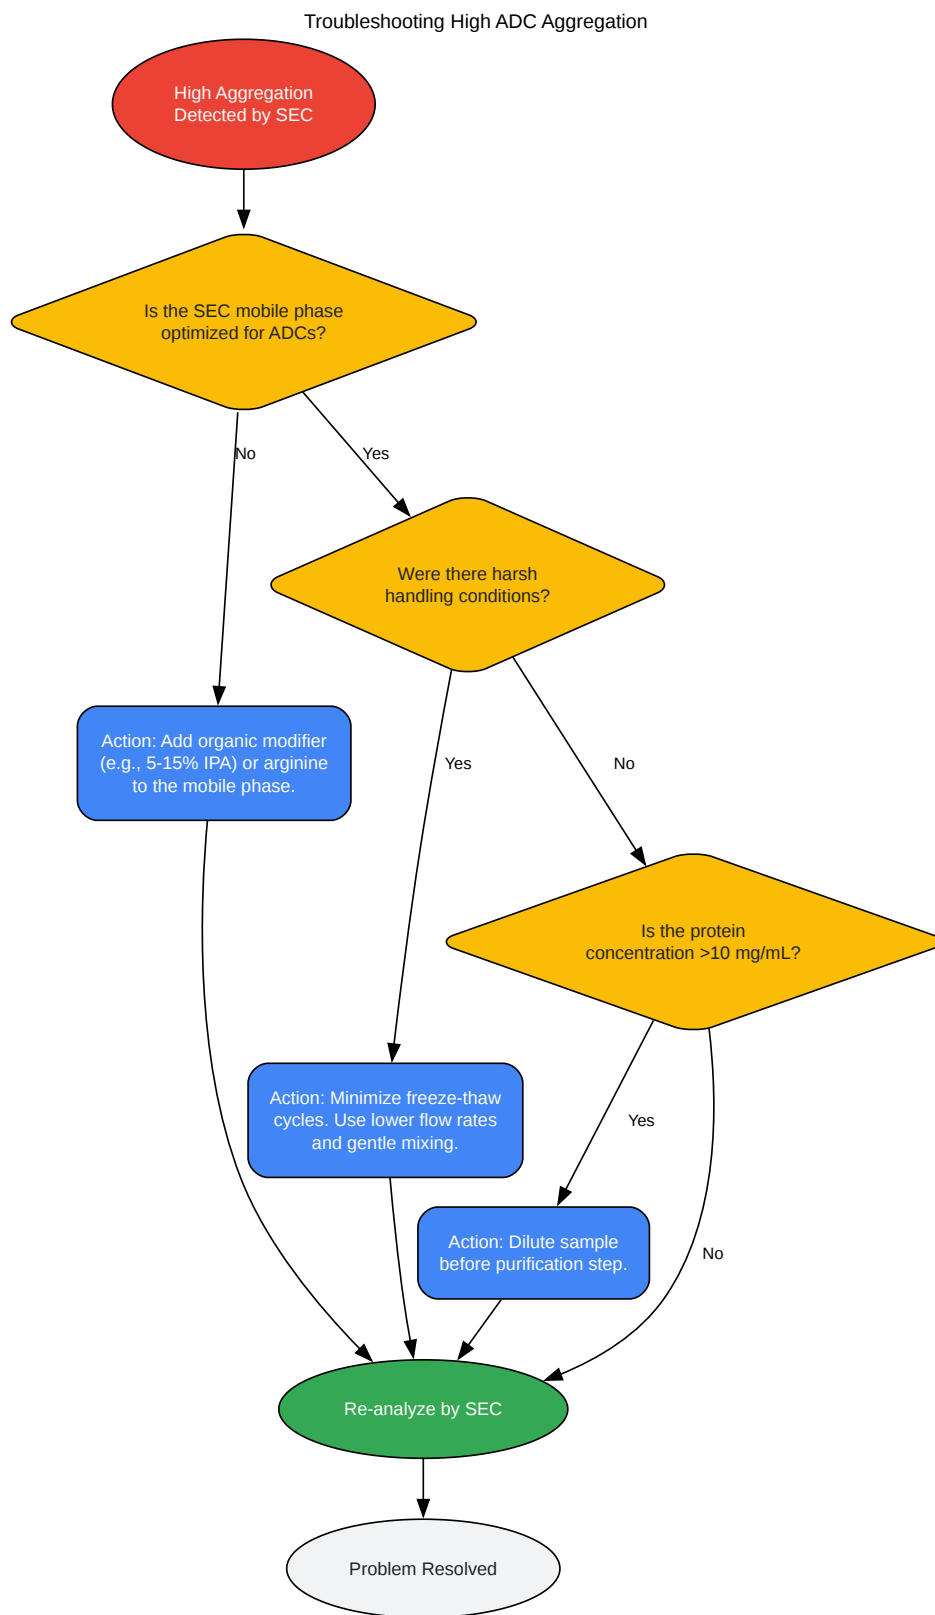 Troubleshooting High ADC Aggregation
High Aggregation
Detected by SEC
Is the SEC mobile phase
optimized for ADCs?
No
Yes
Were there harsh
handling conditions?
Action: Add organic modifier
(e.g., 5-15% IPA) or arginine
to the mobile phase.
Yes
No
Is the protein
concentration >10 mg/mL?
Action: Minimize freeze-thaw
cycles. Use lower flow rates
and gentle mixing.
Yes
Action: Dilute sample
before purification step.
No
Re-analyze by SEC
Problem Resolved